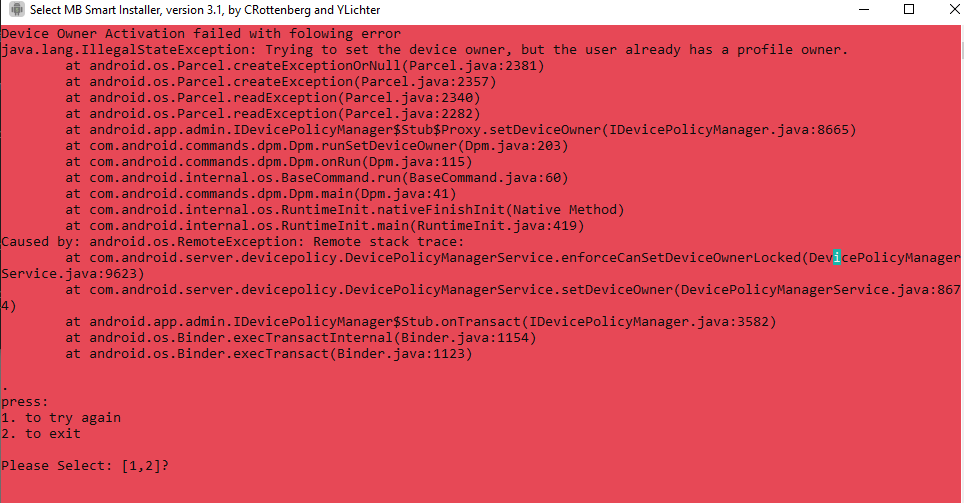 Select MB Smart Installer, version 3.1, by CRottenberg and YLichter
Device Owner Activation failed with folowing error
java.lang.IllegalStateException: Trying to set the device owner, but the user already has a profile owner.
at android.os.Parcel.createExceptionOrNull(Parcel.java:2381)
at android.os.Parcel.createException(Parcel.java:2357)
at android.os.Parcel.readException(Parcel.java:2340)
at android.os.Parcel.readException(Parcel.java:2282)
at android.app.admin.IDevicePolicyManager$Stub$Proxy.setDeviceOwner(IDevicePolicyManager.java:8665)
at com.android.commands.dpm.Dpm.runSetDeviceOwner(Dpm.java:203)
at com.android.commands.dpm.Dpm.onRun(Dpm.java:115)
at com.android.internal.os.BaseCommand.run(BaseCommand.java:60)
at com.android.commands.dpm.Dpm.main(Dpm.java:41)
at com.android.internal.os.RuntimeInit.nativeFinishInit(Native Method)
at com.android.internal.os.RuntimeInit.main(RuntimeInit.java:419)
Caused by: android.os.RemoteException: Remote stack trace:
at com.android.server.devicepolicy.DevicePolicyManagerService.enforceCanSetDeviceOwnerLocked(DevicePolicyManager
Service.java:9623)
at com.android.server.devicepolicy.DevicePolicyManagerService.setDeviceOwner(DevicePolicyManagerService.java:867
4)
at android.app.admin.IDevicePolicyManager$Stub.onTransact(IDevicePolicyManager.java:3582)
at android.os.Binder.execTransactInternal(Binder.java:1154)
at android.os.Binder.execTransact(Binder.java:1123)
.
press:
1. to try again
2. to exit
Please Select: [1,2]?